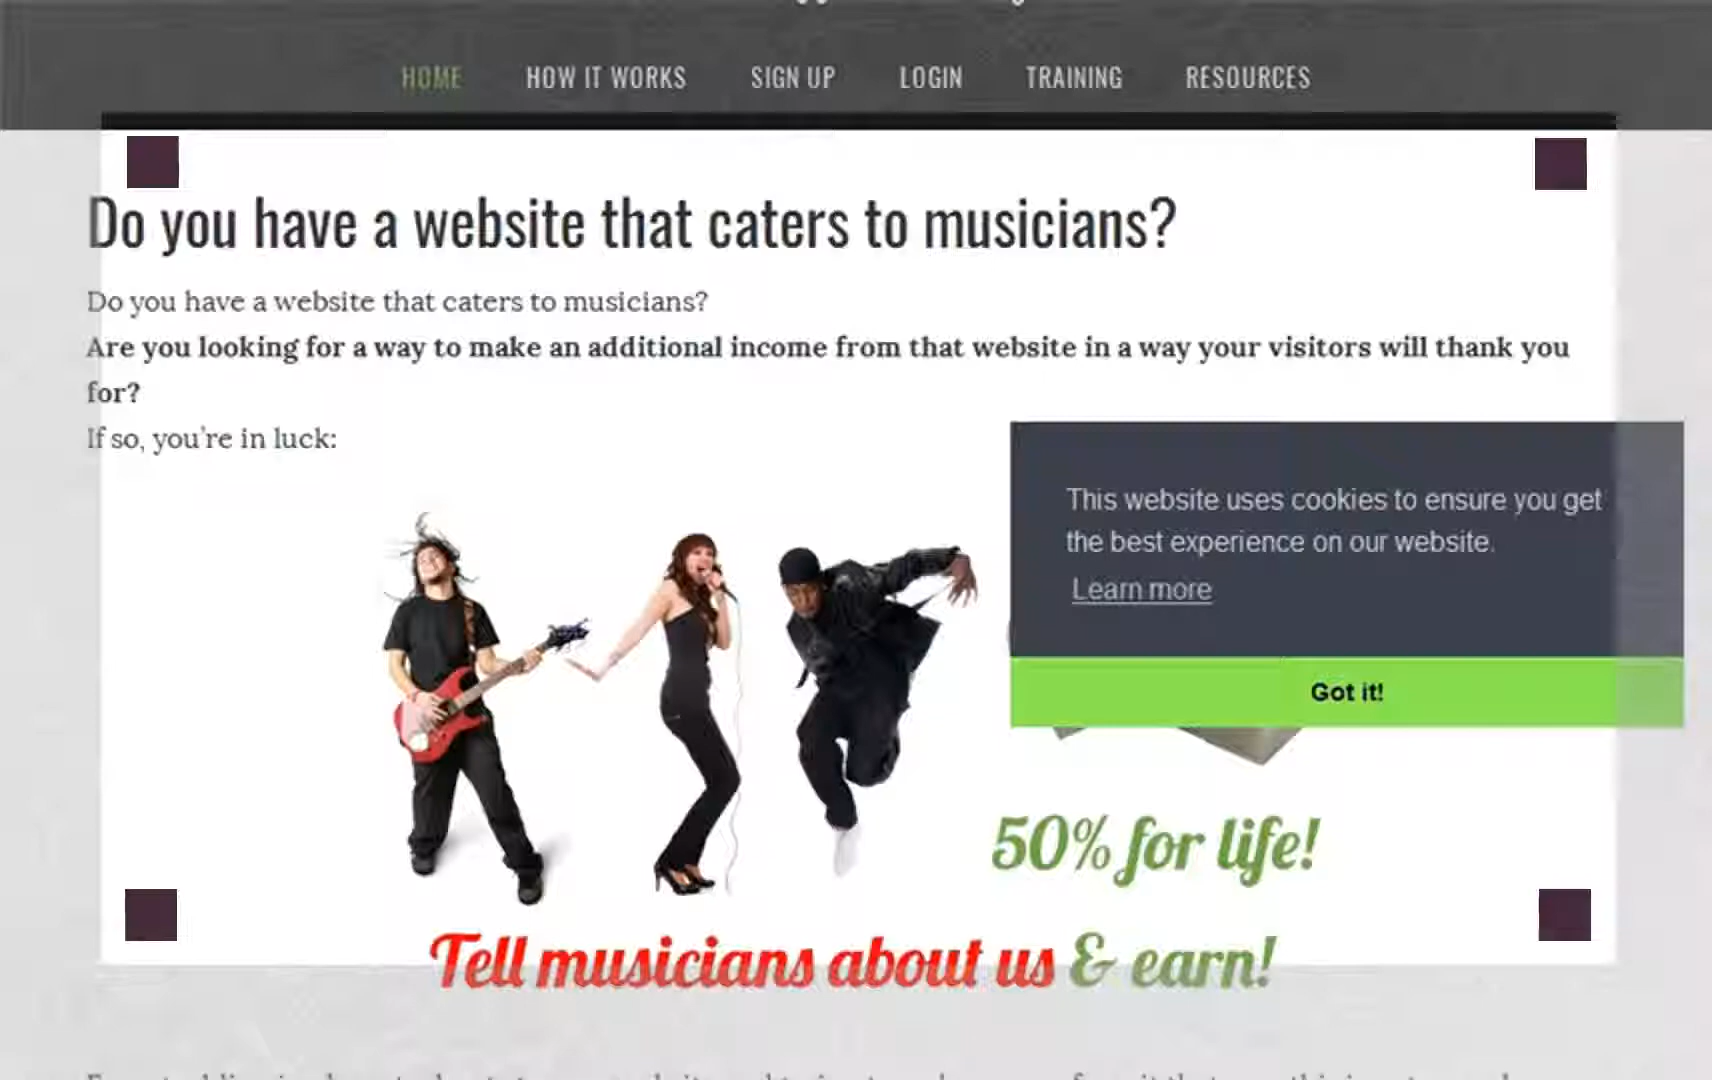 HOME HOW IT WORKS SIGN UP LOGIN TRAINING RESOURCES
Do you have a website that caters to musicians?
Do you have a website that caters to musicians?
Are you looking for a way to make an additional income from that website in a way your visitors will thank you
for?
If so, you're in luck:
This website uses cookies to ensure you get
the best experience on our website.
Learn more
Got it!
50% for life!
Tell musicians about us & earn!